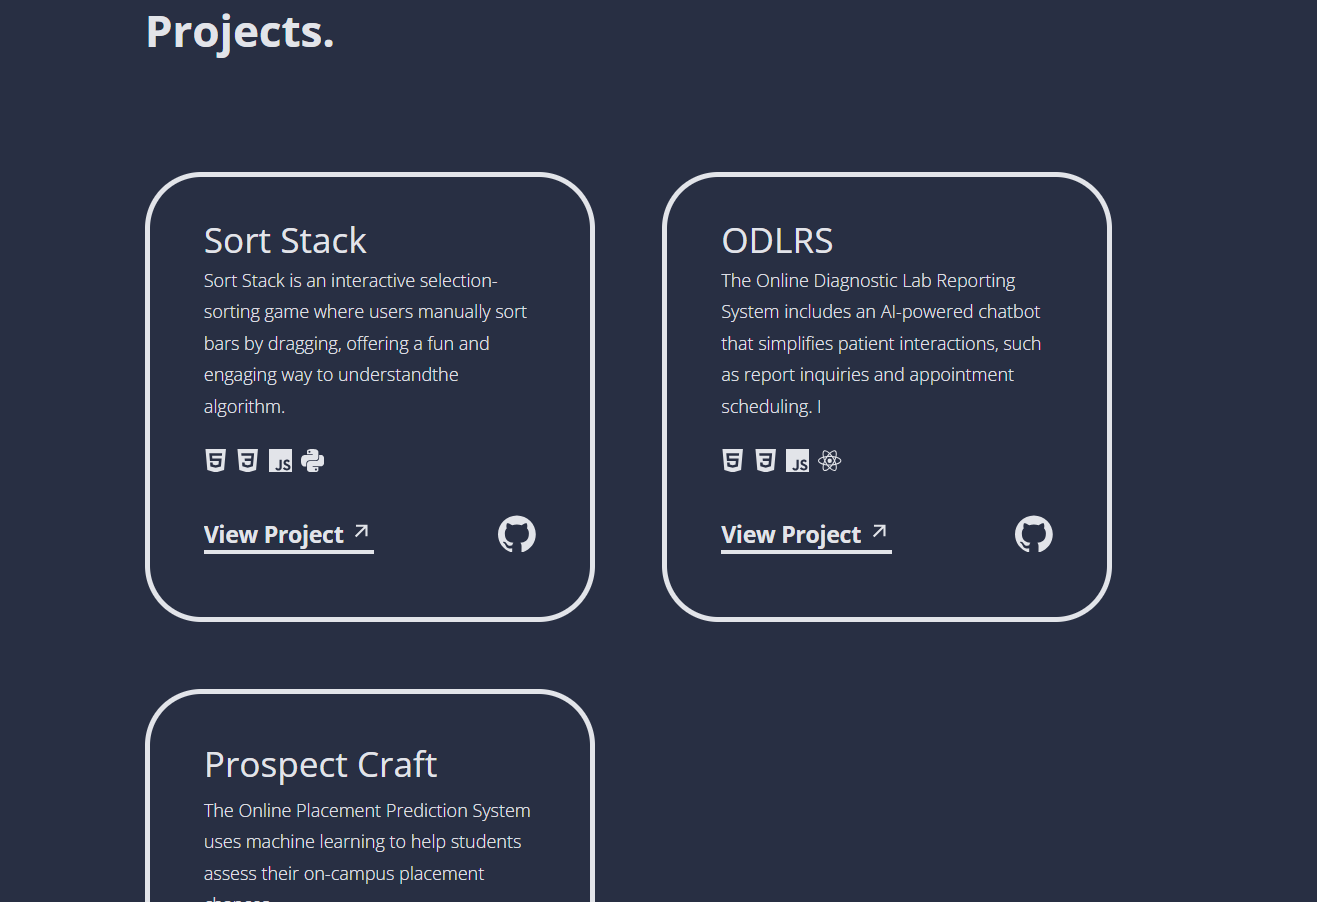 Projects.
Sort Stack
Sort Stack is an interactive selection-
sorting game where users manually sort
bars by dragging, offering a fun and
engaging way to understandthe
algorithm.
JS
View Project
ODLRS
The Online Diagnostic Lab Reporting
System includes an AI-powered chatbot
that simplifies patient interactions, such
as report inquiries and appointment
scheduling. I
JS
View Project
Prospect Craft
The Online Placement Prediction System
uses machine learning to help students
assess their on-campus placement